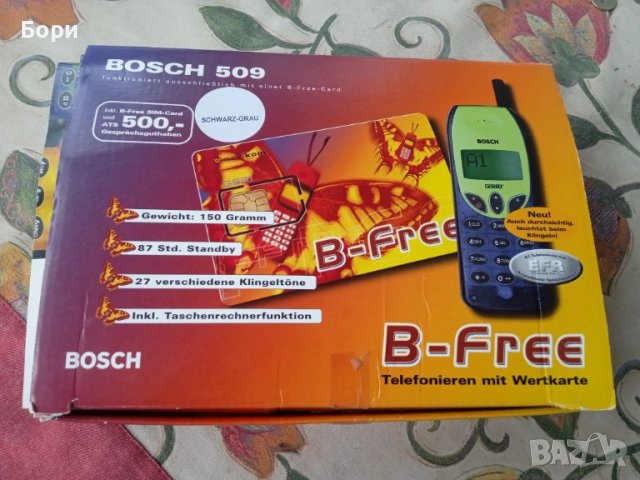 Бори
BOSCH 509
funktioniert ausschließlich mit einer B-Free-Card
inkl. B-Free SIM-Card
und
ATS 500,-
Gesprächsguthaben
SCHWARZ-GRAU
BOSCH
A1
Neu!
Auch durchsichtig,
leuchtet beim
Klingeln!
Gewicht: 150 Gramm
87 Std. Standby
27 verschiedene Klingeltöne
Inkl. Taschenrechnerfunktion
B-Free
BOSCH
B-Free
Telefonieren mit Wertkarte
BAZAR